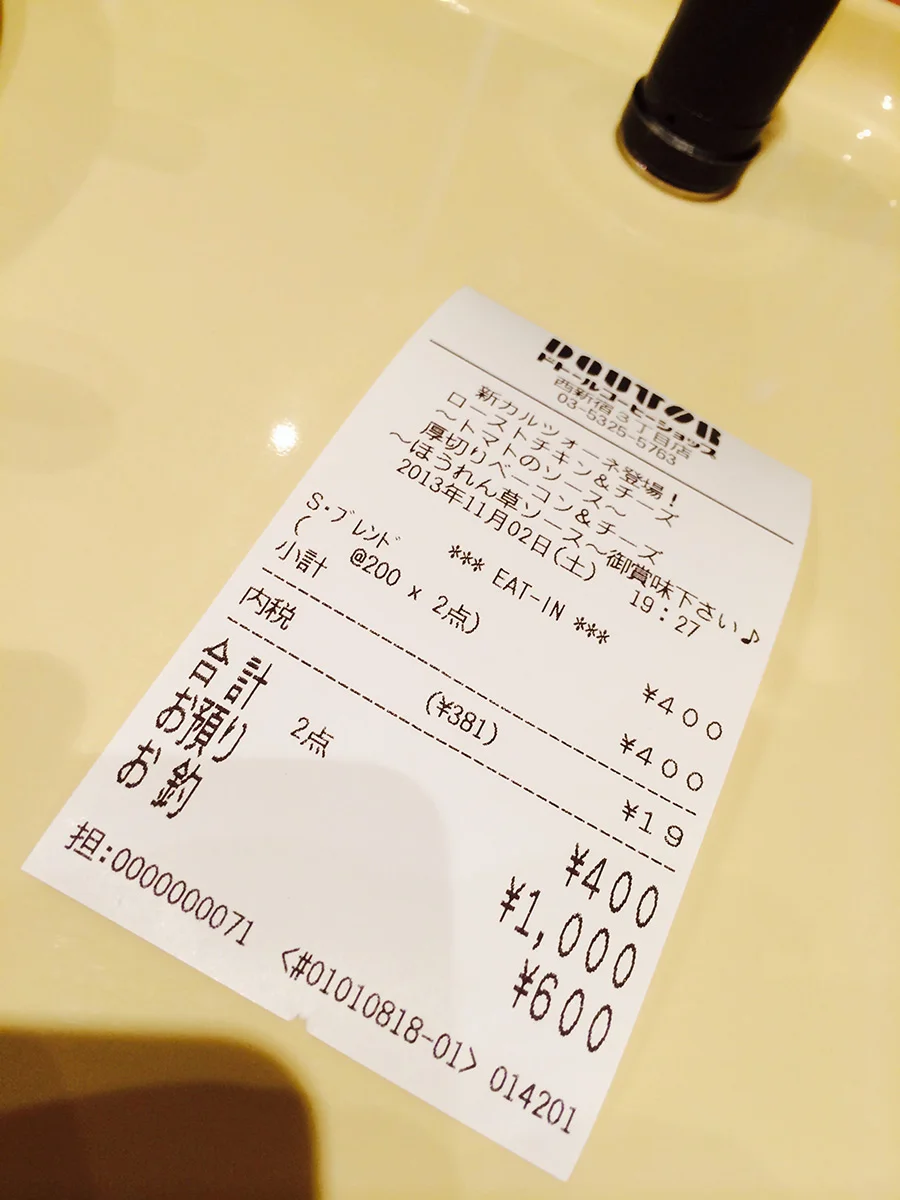 DOUTOR
ドトールコーヒーショップ
西新宿3丁目店
03-5325-5763
新カルツォーネ登場!
ローストチキン&チーズ
~トマトのソース~
厚切りベーコン&チーズ
~ほうれん草ソース~御賞味下さい♪
2013年11月02日(土) 19:27
*** EAT-IN ***
S・ブレンド ¥400
( @200 x 2点)
小計 ¥400
内税 (¥381) ¥19
合計 2点 ¥400
お預り ¥1,000
お釣 ¥600
担:0000000071
<#01010818-01> 014201